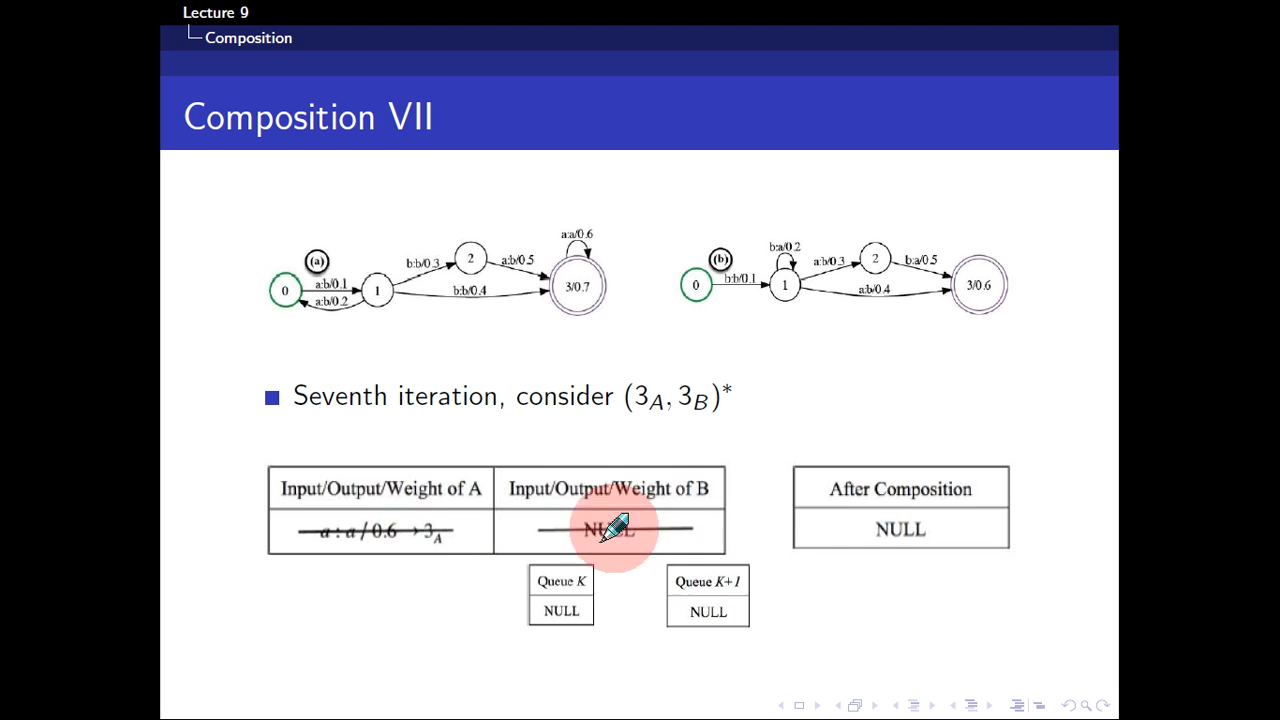 Lecture 9
Composition
Composition VII
(a)
0
a:b/0.1
a:b/0.2
1
b:b/0.3
2
a:b/0.5
b:b/0.4
a:a/0.6
3/0.7
(b)
0
b:b/0.1
b:a/0.2
1
a:b/0.3
2
b:a/0.5
a:b/0.4
3/0.6
Seventh iteration, consider (3A, 3B)*
Input/Output/Weight of A Input/Output/Weight of B After Composition
a : a / 0.6 → 3A NULL NULL
Queue K Queue K+1
NULL NULL